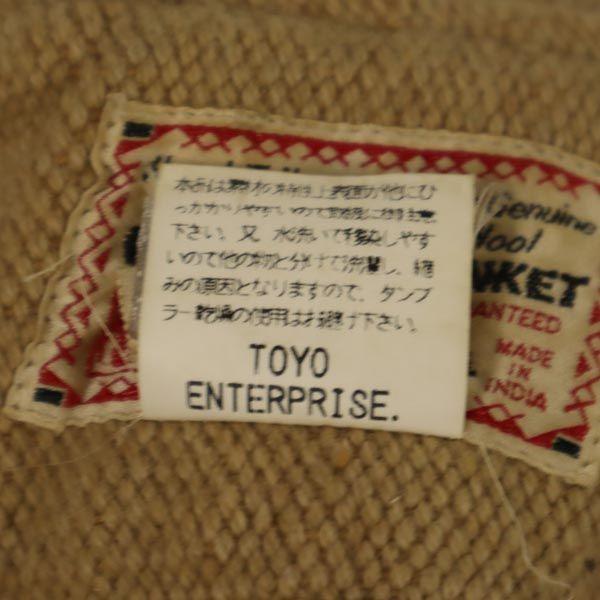 本品は素材の特性上表面が他にひ
っかかりやすいので取扱に御注意
下さい。又 水洗いで移染しやす
いので他の物と分けて洗濯し、縮
みの原因となりますので、タンブ
ラー乾燥の使用はお避け下さい。
TOYO
ENTERPRISE.
Genuine
Wool
ANTEED
MADE
IN
INDIA